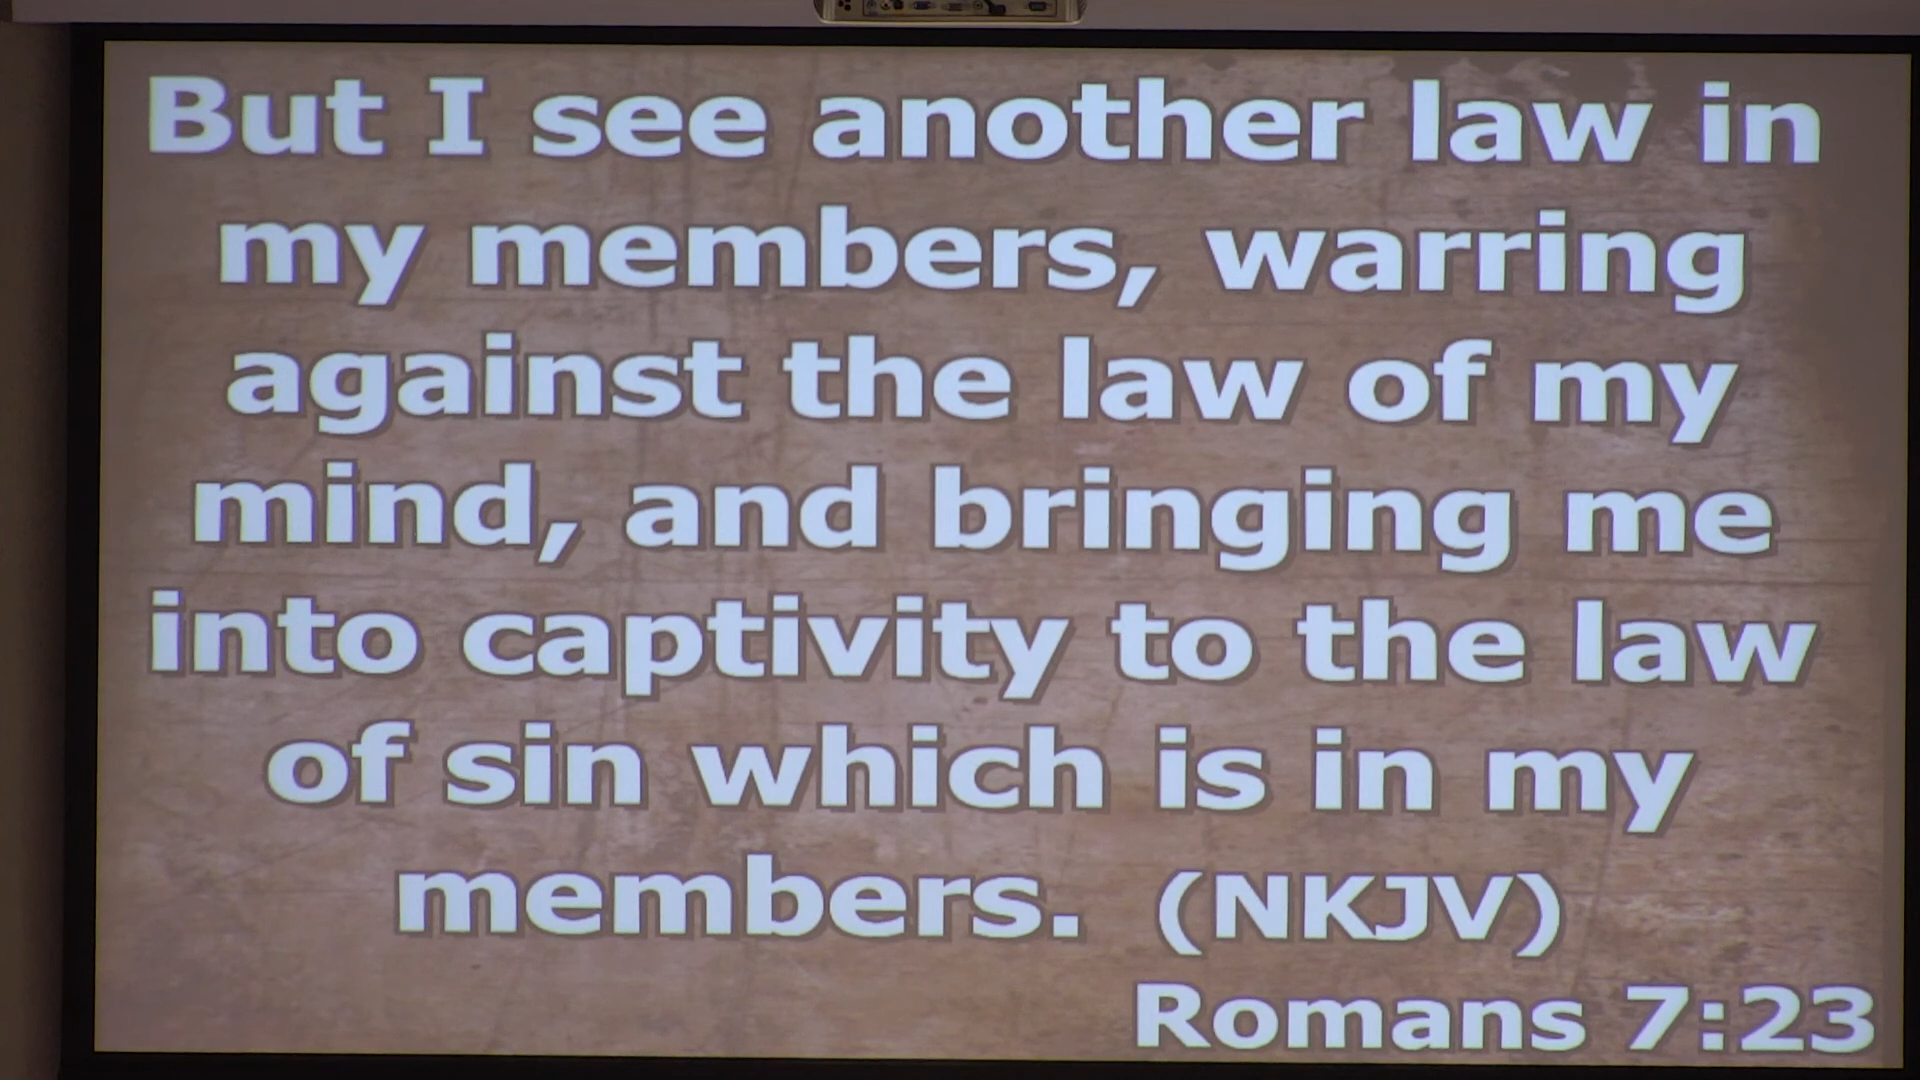 But I see another law in
my members, warring
against the law of my
mind, and bringing me
into captivity to the law
of sin which is in my
members. (NKJV)
Romans 7:23